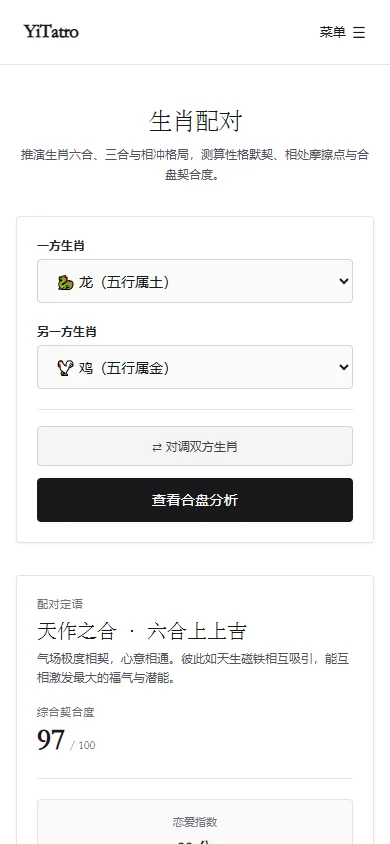 YiTatro
菜单 ☰
生肖配对
推演生肖六合、三合与相冲格局，测算性格默契、相处摩擦点与合
盘契合度。
一方生肖
🐉 龙（五行属土）
另一方生肖
🐓 鸡（五行属金）
⇄ 对调双方生肖
查看合盘分析
配对定语
天作之合 · 六合上上吉
气场极度相契，心意相通。彼此如天生磁铁相互吸引，能互
相激发最大的福气与潜能。
综合契合度
97 / 100
恋爱指数